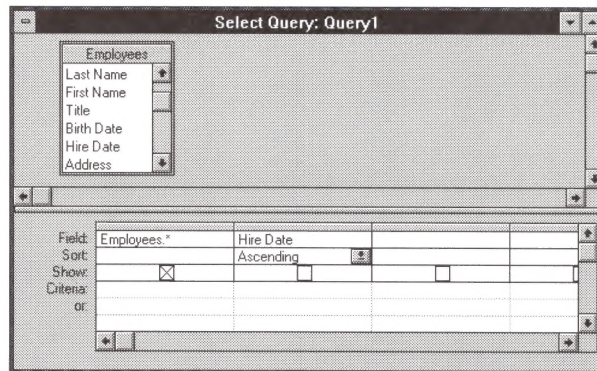 Select Query: Query1
Employees
Last Name
First Name
Title
Birth Date
Hire Date
Address
Field: Employees.* Hire Date
Sort: Ascending
Show:
Criteria:
or: